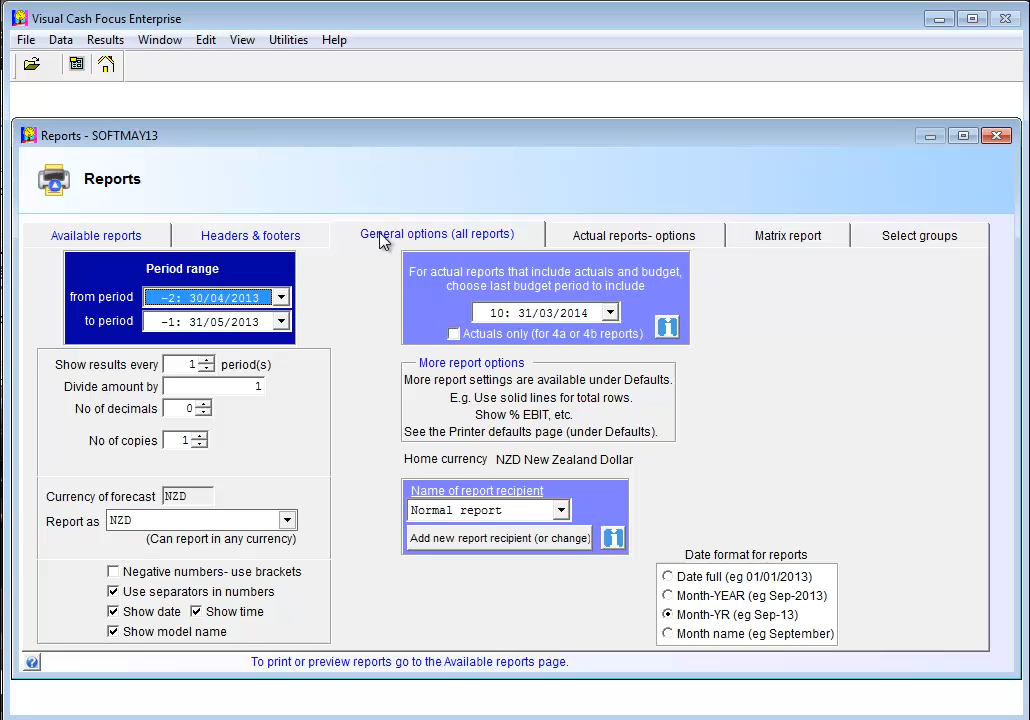 Visual Cash Focus Enterprise
File Data Results Window Edit View Utilities Help
Reports - SOFTMAY13
Reports
Available reports Headers & footers General options (all reports) Actual reports- options Matrix report Select groups
Period range
from period -2: 30/04/2013
to period -1: 31/05/2013
Show results every 1 period(s)
Divide amount by 1
No of decimals 0
No of copies 1
Currency of forecast NZD
Report as NZD
(Can report in any currency)
Negative numbers- use brackets
Use separators in numbers
Show date Show time
Show model name
For actual reports that include actuals and budget,
choose last budget period to include
10: 31/03/2014
Actuals only (for 4a or 4b reports)
More report options
More report settings are available under Defaults.
E.g. Use solid lines for total rows.
Show % EBIT, etc.
See the Printer defaults page (under Defaults).
Home currency NZD New Zealand Dollar
Name of report recipient
Normal report
Add new report recipient (or change)
Date format for reports
Date full (eg 01/01/2013)
Month-YEAR (eg Sep-2013)
Month-YR (eg Sep-13)
Month name (eg September)
To print or preview reports go to the Available reports page.